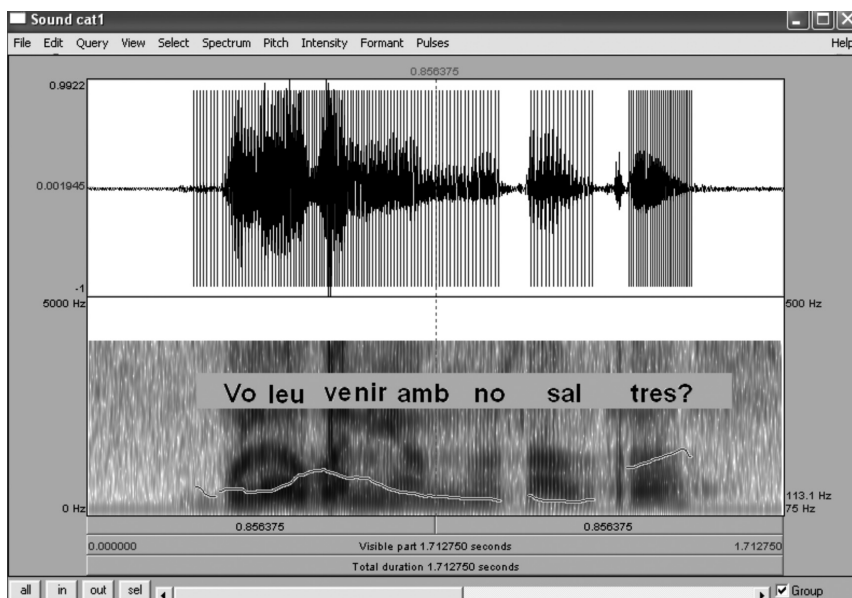 Sound cat1
File Edit Query View Select Spectrum Pitch Intensity Formant Pulses Help
0.856375
0.9922
0.001945
-1
5000 Hz 500 Hz
Vo leu venir amb no sal tres?
113.1 Hz
0 Hz 75 Hz
0.856375 0.856375
0.000000 Visible part 1.712750 seconds 1.712750
Total duration 1.712750 seconds
all in out sel Group